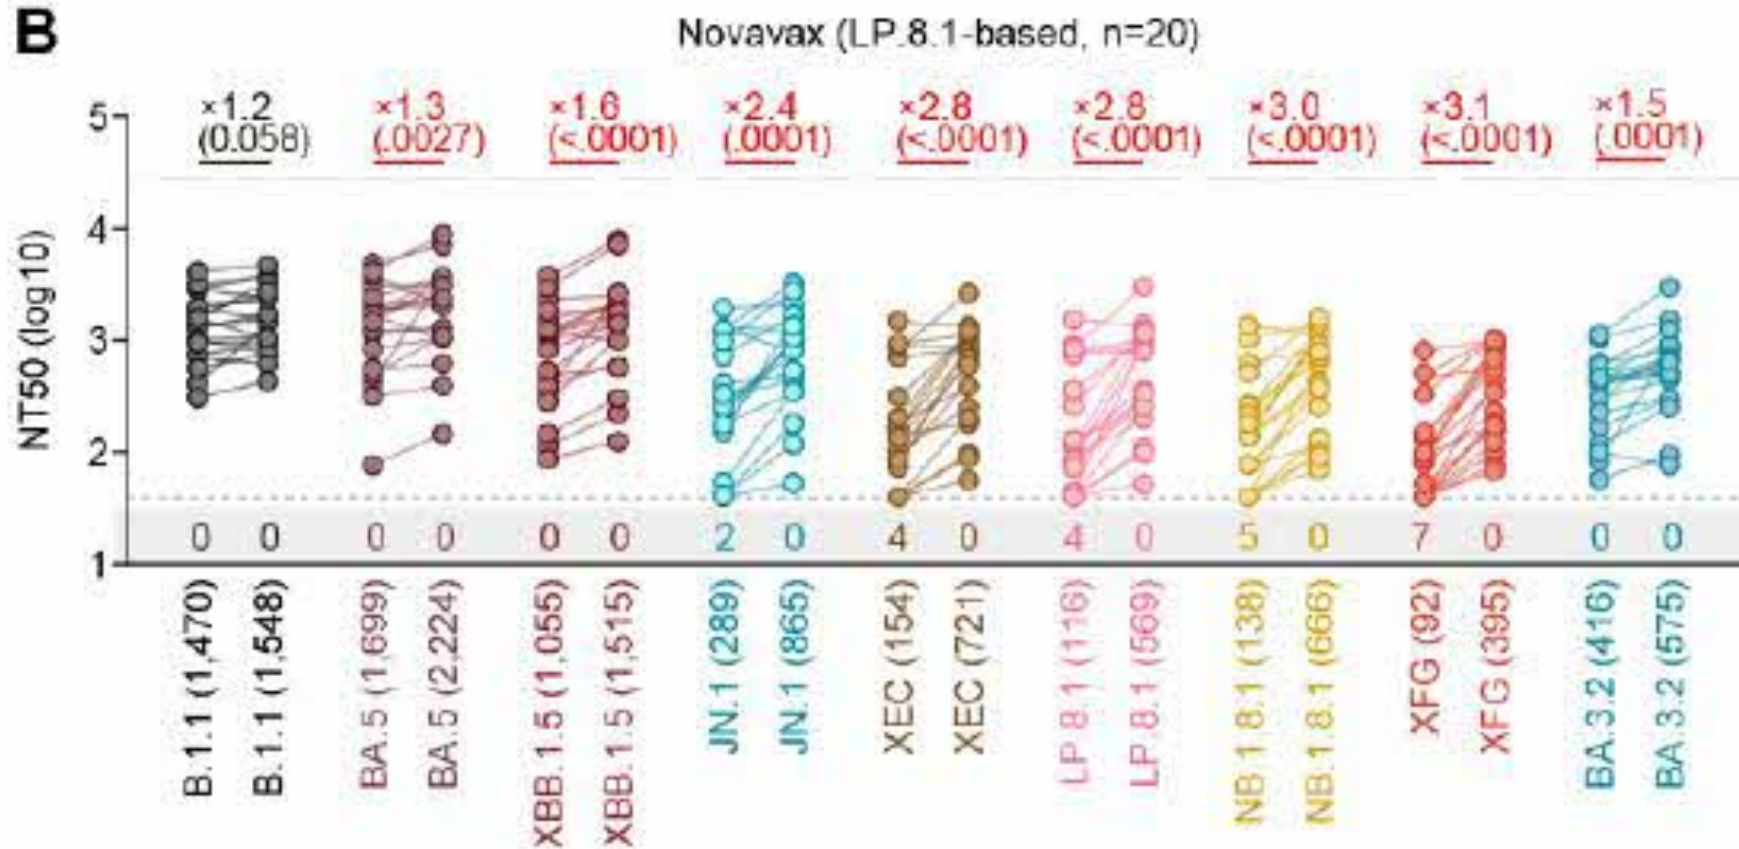 B
Novavax (LP.8.1-based, n=20)
×1.2 ×1.3 ×1.6 ×2.4 ×2.8 ×3.0 ×3.1 ×1.5
(0.058) (.0027) (<.0001) (.0001) (<.0001) (<.0001) (<.0001) (<.0001) (.0001)
NT50 (log10)
5
4
3
2
1
0 0 0 0 0 0 2 0 4 0 4 0 5 0 7 0 0 0
B.1.1 (1,470)
B.1.1 (1,548)
BA.5 (1,699)
BA.5 (2,224)
XBB.1.5 (1,055)
XBB.1.5 (1,515)
JN.1 (289)
JN.1 (865)
XEC (154)
XEC (721)
LP.8.1 (116)
LP.8.1 (569)
NB.1.8.1 (138)
NB.1.8.1 (666)
XFG (92)
XFG (395)
BA.3.2 (416)
BA.3.2 (575)